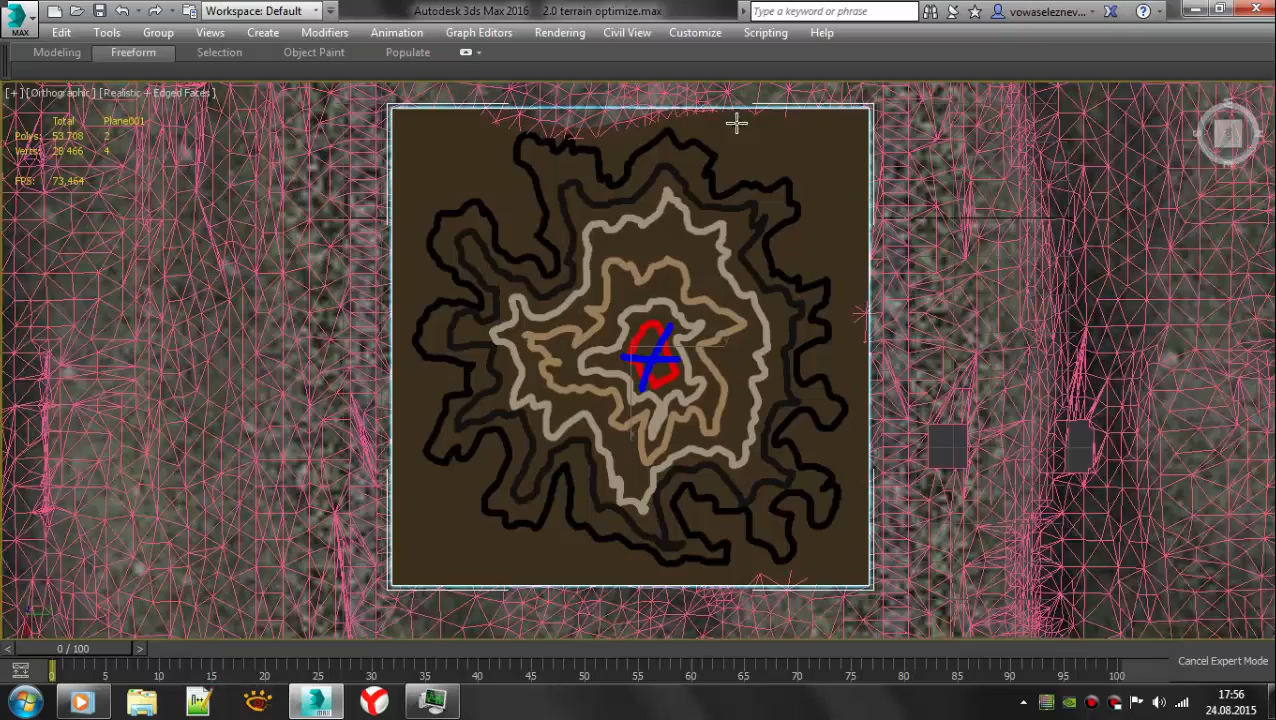 Workspace: Default
Autodesk 3ds Max 2016 2.0 terrain optimize.max
Type a keyword or phrase
vowaseleznev...
MAX
Edit Tools Group Views Create Modifiers Animation Graph Editors Rendering Civil View Customize Scripting Help
Modeling Freeform Selection Object Paint Populate
[+] [Orthographic] [Realistic + Edged Faces]
Total Plane001
Polys: 53 708 2
Verts: 28 466 4
FPS: 73,464
< 0 / 100 >
0 5 10 15 20 25 30 35 40 45 50 55 60 65 70 75 80 85 90 95 100
Cancel Expert Mode
N++
MAX
17:56
24.08.2015